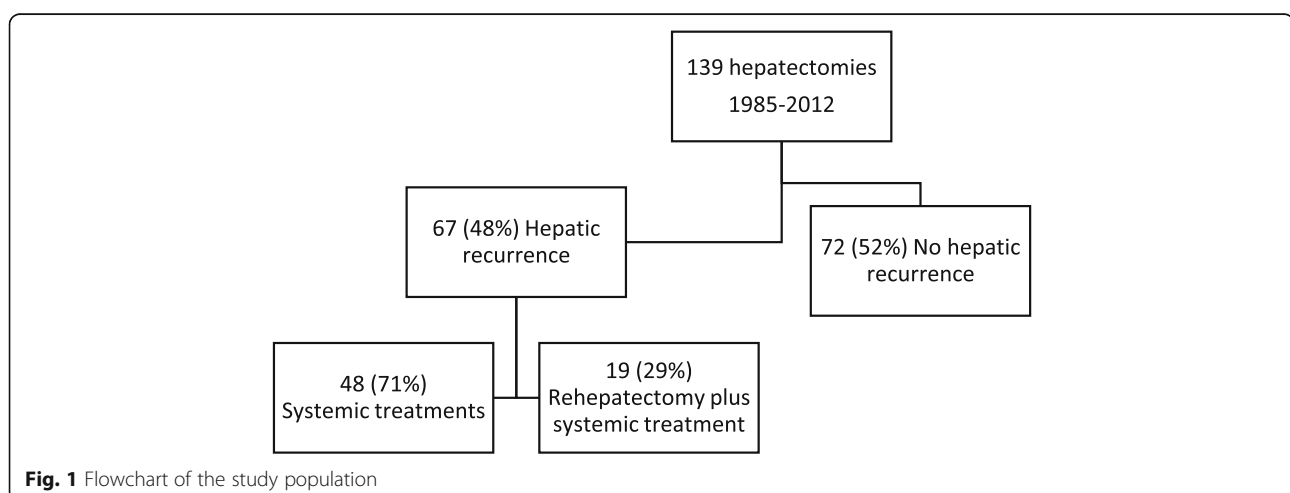 139 hepatectomies
1985-2012
67 (48%) Hepatic
recurrence
72 (52%) No hepatic
recurrence
48 (71%)
Systemic treatments
19 (29%)
Rehepatectomy plus
systemic treatment
Fig. 1 Flowchart of the study population